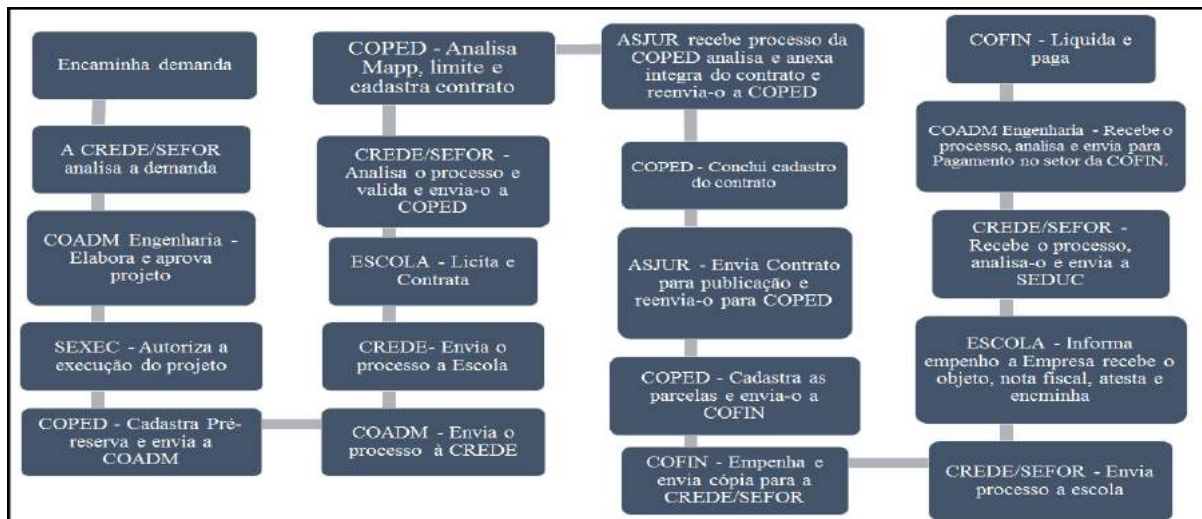 Encaminha demanda
A CREDE/SEFOR
analisa a demanda
COADM Engenharia -
Elabora e aprova
projeto
SEXEC - Autoriza a
execução do projeto
COPED - Cadastra Pré-
reserva e envia a
COADM
COADM - Envia o
processo à CREDE
CREDE- Envia o
processo a Escola
ESCOLA - Licita e
Contrata
CREDE/SEFOR -
Analisa o processo e
valida e envia-o a
COPED
COPED - Analisa
Mapp, limite e
cadastra contrato
ASJUR recebe processo da
COPED analisa e anexa
integra do contrato e
reenvia-o a COPED
COPED - Conclui cadastro
do contrato
ASJUR - Envia Contrato
para publicação e
reenvia-o para COPED
COPED - Cadastra as
parcelas e envia-o a
COFIN
COFIN - Empenha e
envia cópia para a
CREDE/SEFOR
CREDE/SEFOR - Envia
processo a escola
ESCOLA - Informa
empenho a Empresa recebe o
objeto, nota fiscal, atesta e
encminha
CREDE/SEFOR -
Recebe o processo,
analisa-o e envia a
SEDUC
COADM Engenharia - Recebe o
processo, analisa e envia para
Pagamento no setor da COFIN.
COFIN - Liquida e
paga